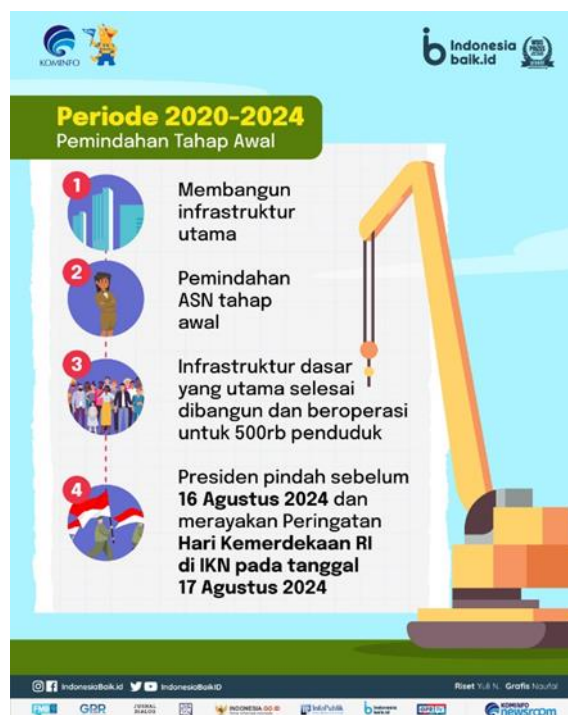 KOMINFO
Indonesia
baik.id
Periode 2020-2024
Pemindahan Tahap Awal
1
Membangun
infrastruktur
utama
2
Pemindahan
ASN tahap
awal
3
Infrastruktur dasar
yang utama selesai
dibangun dan beroperasi
untuk 500rb penduduk
4
Presiden pindah sebelum
16 Agustus 2024 dan
merayakan Peringatan
Hari Kemerdekaan RI
di IKN pada tanggal
17 Agustus 2024
IndonesiaBaik.id IndonesiaBaikID
Riset Yuli N. Grafis Naufal
GPR
INDONESIA.GO.ID
InfoPublik
GPRTV
KOMINFO
newsroom